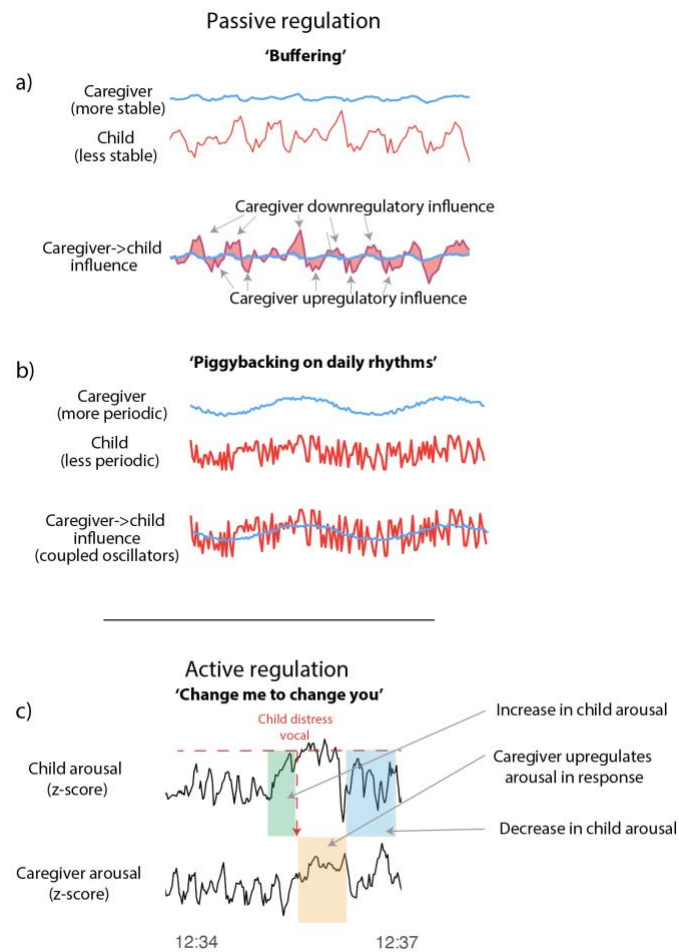 Passive regulation
'Buffering'
a)
Caregiver
(more stable)
Child
(less stable)
Caregiver downregulatory influence
Caregiver->child
influence
Caregiver upregulatory influence
'Piggybacking on daily rhythms'
b)
Caregiver
(more periodic)
Child
(less periodic)
Caregiver->child
influence
(coupled oscillators)
Active regulation
'Change me to change you'
c)
Child distress
vocal
Increase in child arousal
Child arousal
(z-score)
Caregiver upregulates
arousal in response
Decrease in child arousal
Caregiver arousal
(z-score)
12:34
12:37